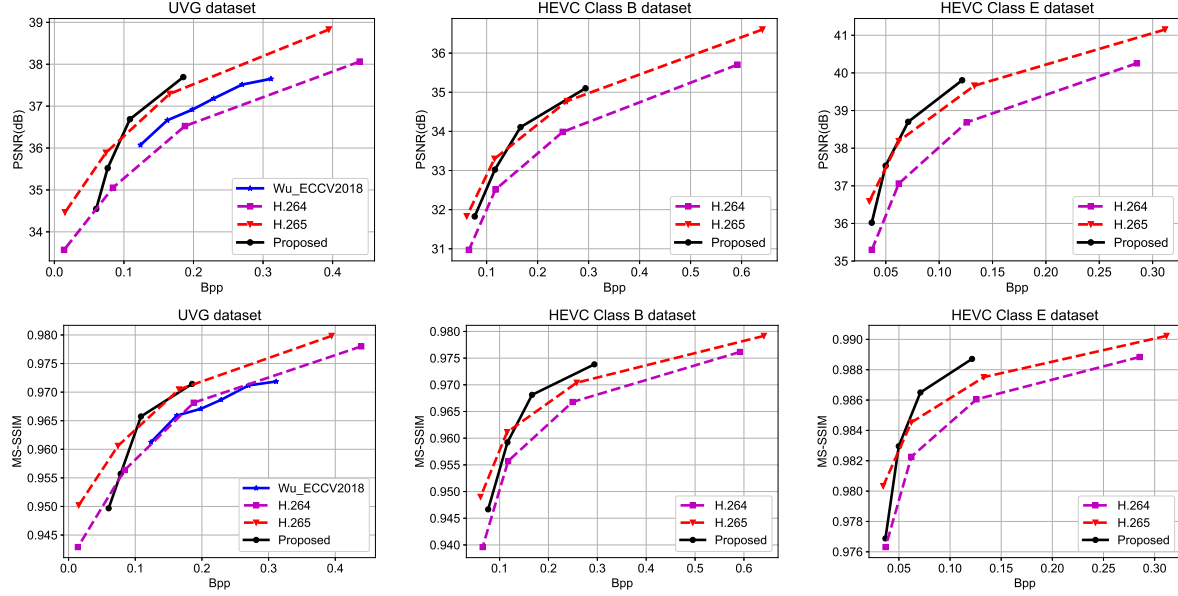 UVG dataset
39
38
37
36
35
34
PSNR(dB)
0.0 0.1 0.2 0.3 0.4
Bpp
Wu_ECCV2018
H.264
H.265
Proposed
HEVC Class B dataset
36
35
34
33
32
31
PSNR(dB)
0.1 0.2 0.3 0.4 0.5 0.6
Bpp
H.264
H.265
Proposed
HEVC Class E dataset
41
40
39
38
37
36
35
PSNR(dB)
0.05 0.10 0.15 0.20 0.25 0.30
Bpp
H.264
H.265
Proposed
UVG dataset
0.980
0.975
0.970
0.965
0.960
0.955
0.950
0.945
MS-SSIM
0.0 0.1 0.2 0.3 0.4
Bpp
Wu_ECCV2018
H.264
H.265
Proposed
HEVC Class B dataset
0.980
0.975
0.970
0.965
0.960
0.955
0.950
0.945
0.940
MS-SSIM
0.1 0.2 0.3 0.4 0.5 0.6
Bpp
H.264
H.265
Proposed
HEVC Class E dataset
0.990
0.988
0.986
0.984
0.982
0.980
0.978
0.976
MS-SSIM
0.05 0.10 0.15 0.20 0.25 0.30
Bpp
H.264
H.265
Proposed